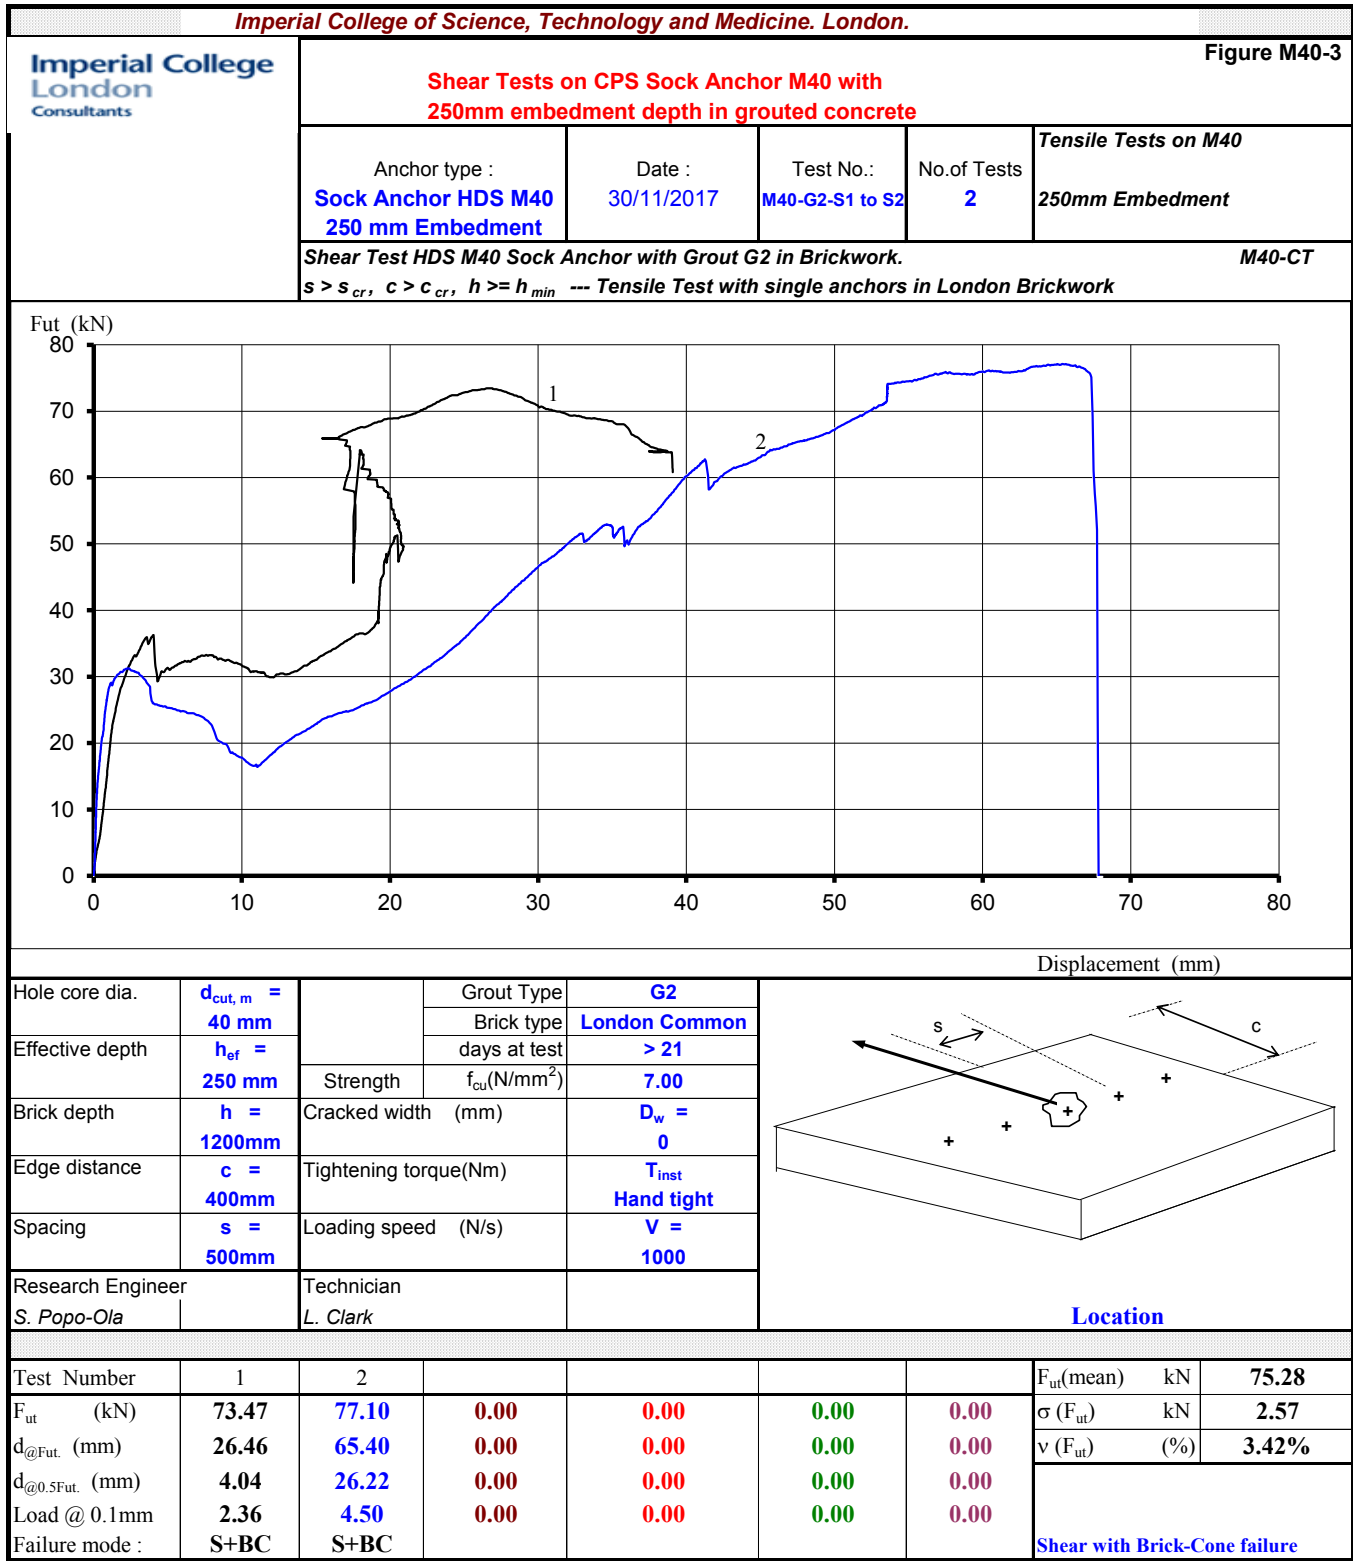 Imperial College of Science, Technology and Medicine. London.
Imperial College
London
Consultants
Figure M40-3
Shear Tests on CPS Sock Anchor M40 with
250mm embedment depth in grouted concrete
Anchor type :
Sock Anchor HDS M40
250 mm Embedment
Date :
30/11/2017
Test No.:
M40-G2-S1 to S2
No.of Tests
2
Tensile Tests on M40
250mm Embedment
Shear Test HDS M40 Sock Anchor with Grout G2 in Brickwork. M40-CT
s > s cr , c > c cr , h >= h min --- Tensile Test with single anchors in London Brickwork
Fut (kN)
80
70
60
50
40
30
20
10
0
1
2
0 10 20 30 40 50 60 70 80
Displacement (mm)
Hole core dia. dcut, m = Grout Type G2
40 mm Brick type London Common
Effective depth hef = days at test > 21
250 mm Strength fcu(N/mm2) 7.00
Brick depth h = Cracked width (mm) Dw =
1200mm 0
Edge distance c = Tightening torque(Nm) Tinst
400mm Hand tight
Spacing s = Loading speed (N/s) V =
500mm 1000
Research Engineer Technician
S. Popo-Ola L. Clark
s c
+ + + + +
Location
Test Number 1 2 Fut(mean) kN 75.28
Fut (kN) 73.47 77.10 0.00 0.00 0.00 0.00 σ (Fut) kN 2.57
d@Fut. (mm) 26.46 65.40 0.00 0.00 0.00 0.00 ν (Fut) (%) 3.42%
d@0.5Fut. (mm) 4.04 26.22 0.00 0.00 0.00 0.00
Load @ 0.1mm 2.36 4.50 0.00 0.00 0.00 0.00
Failure mode : S+BC S+BC Shear with Brick-Cone failure